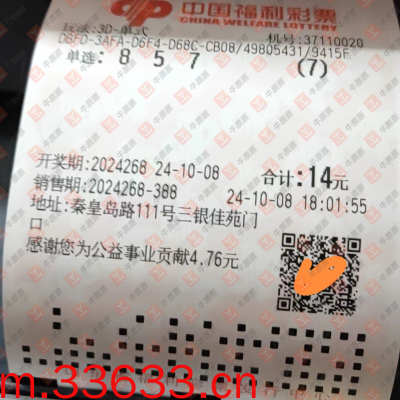 中国福利彩票
CHINA WELFARE LOTTERY
玩法:3D-单式 机号:37110020
D8FD-3AFA-D6F4-D68C-CB08/49805431/9415F
单选: 8 5 7 (7)
开奖期:2024268 24-10-08 合计:14元
销售期:2024268-388 24-10-08 18:01:55
地址:秦皇岛路111号三银佳苑门
口
感谢您为公益事业贡献4.76元
m.33633.cn